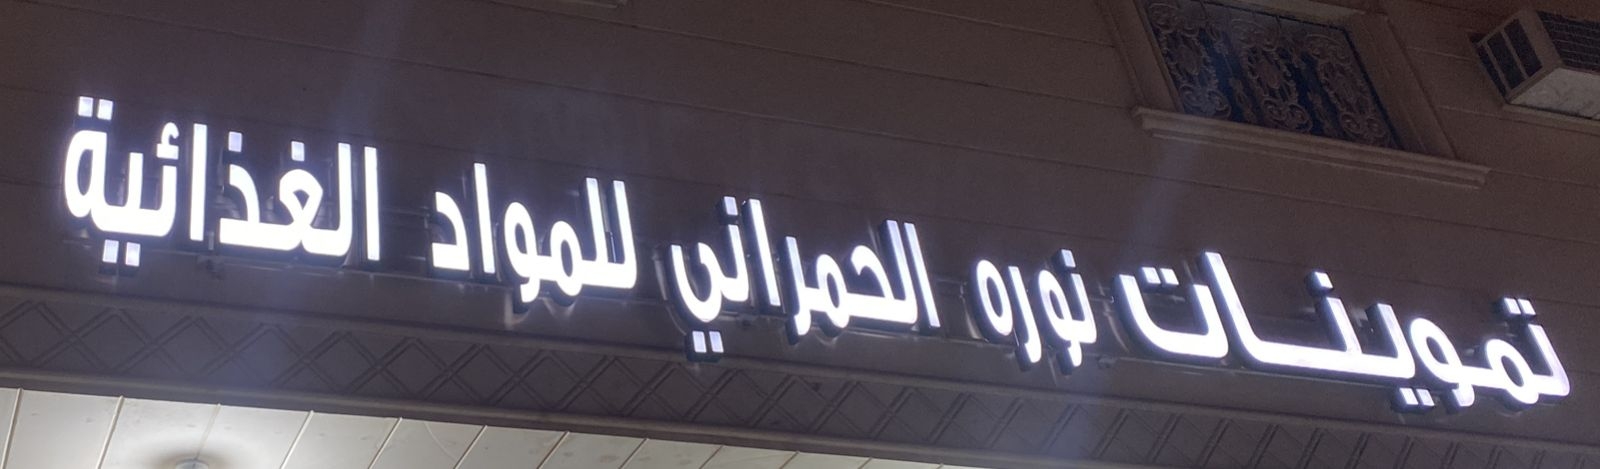 تموينات نوره الحمراني للمواد الغذائية